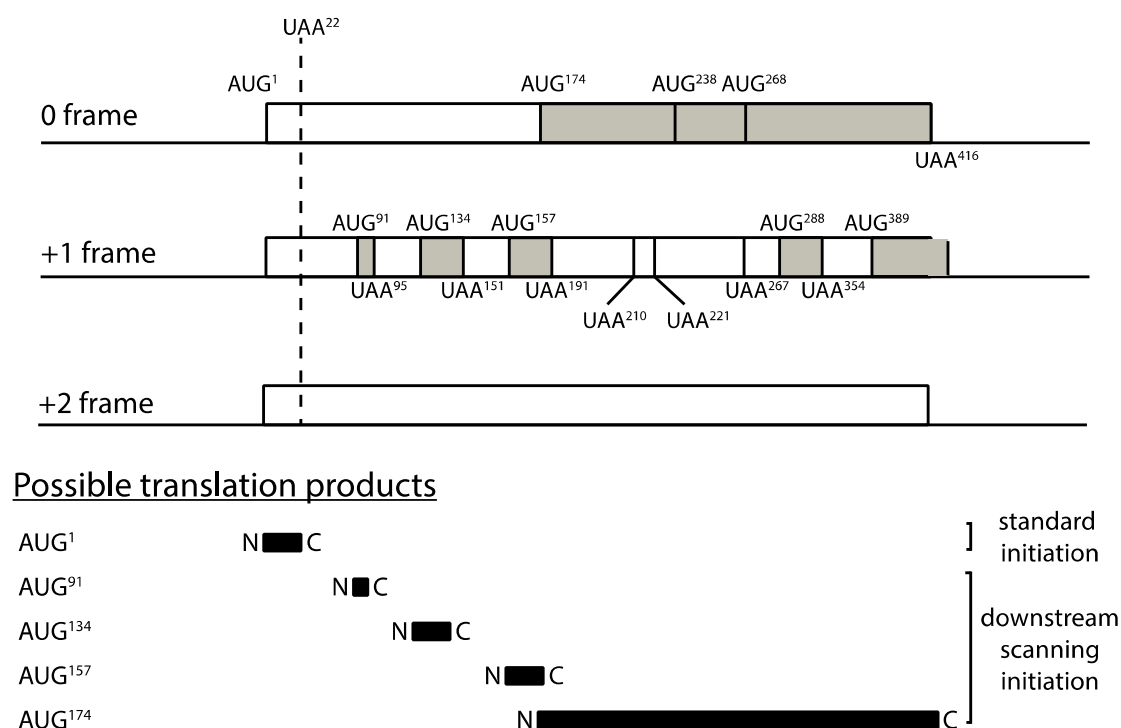 UAA²²
AUG¹ AUG¹⁷⁴ AUG²³⁸ AUG²⁶⁸
0 frame
UAA⁴¹⁶
AUG⁹¹ AUG¹³⁴ AUG¹⁵⁷ AUG²⁸⁸ AUG³⁸⁹
+1 frame
UAA⁹⁵ UAA¹⁵¹ UAA¹⁹¹ UAA²⁶⁷ UAA³⁵⁴
UAA²¹⁰ UAA²²¹
+2 frame
Possible translation products
AUG¹ N C
standard
initiation
AUG⁹¹ N C
AUG¹³⁴ N C
AUG¹⁵⁷ N C
AUG¹⁷⁴ N C
downstream
scanning
initiation